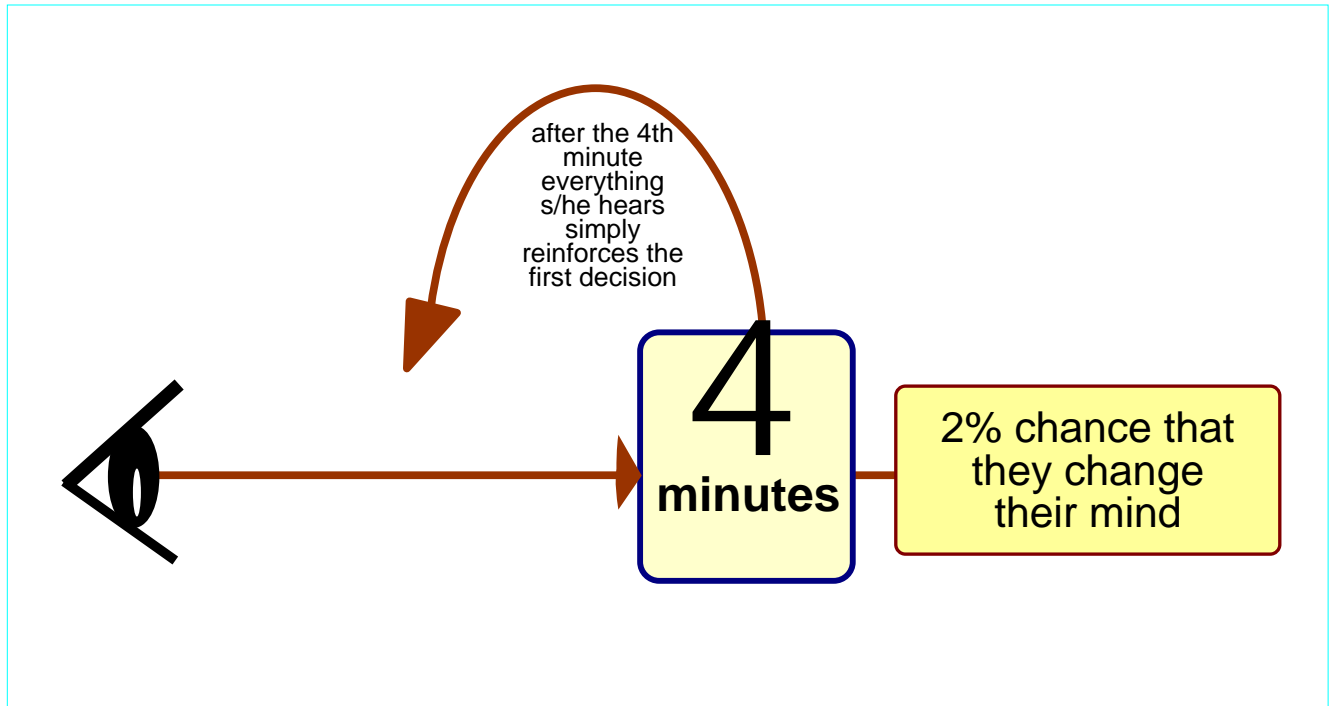 after the 4th
minute
everything
s/he hears
simply
reinforces the
first decision
4
minutes
2% chance that
they change
their mind